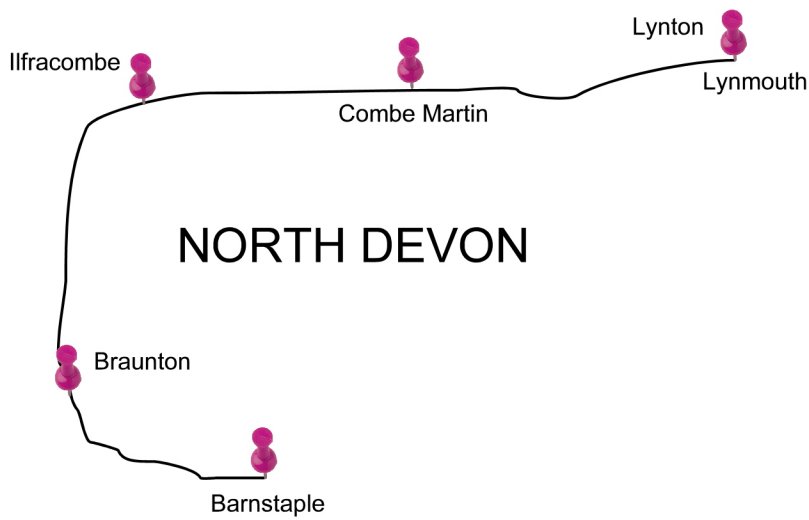 Lynton
Ilfracombe
Lynmouth
Combe Martin
NORTH DEVON
Braunton
Barnstaple